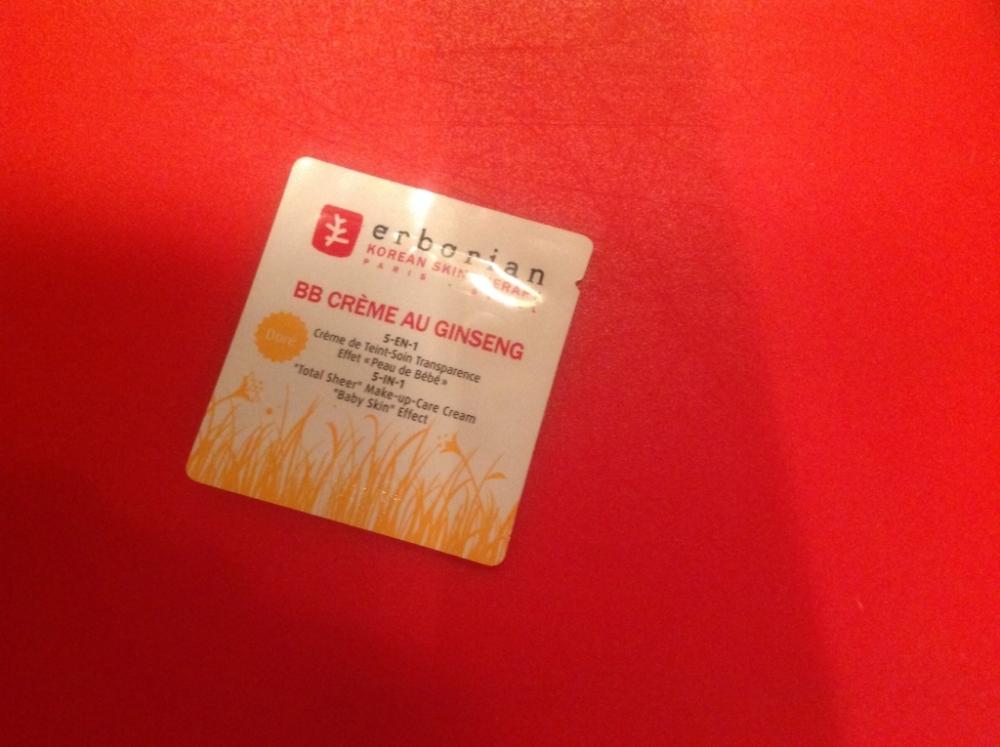 erborian
KOREAN SKIN THERAPY
PARIS
BB CRÈME AU GINSENG
Doré
5-EN-1
Crème de Teint-Soin Transparence
Effet «Peau de Bébé»
5-IN-1
"Total Sheer" Make-up-Care Cream
"Baby Skin" Effect